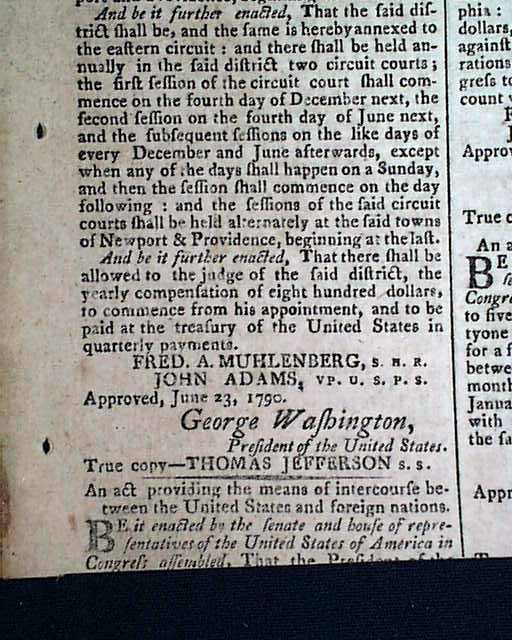 And be it further enacted, That the ſaid diſ-
trict ſhall be, and the ſame is hereby annexed to
the eaſtern circuit : and there ſhall be held an-
nually in the ſaid diſtrict two circuit courts ;
the firſt ſeſſion of the circuit court ſhall com-
mence on the fourth day of December next, the
ſecond ſeſſion on the fourth day of June next,
and the ſubſequent ſeſſions on the like days of
every December and June afterwards, except
when any of the days ſhall happen on a Sunday,
and then the ſeſſion ſhall commence on the day
following : and the ſeſſions of the ſaid circuit
courts ſhall be held alternately at the ſaid towns
of Newport & Providence, beginning at the laſt.
And be it further enacted, That there ſhall be
allowed to the judge of the ſaid diſtrict, the
yearly compenſation of eight hundred dollars,
to commence from his appointment, and to be
paid at the treaſury of the United States in
quarterly payments.
FRED. A. MUHLENBERG, S. H. R.
JOHN ADAMS, VP. U. S. P. S.
Approved, June 23, 1790.
George Waſhington,
Preſident of the United States.
True copy—THOMAS JEFFERSON S. S.
An act providing the means of intercourſe be-
tween the United States and foreign nations.
BE it enacted by the ſenate and houſe of repre-
ſentatives of the United States of America in
Congreſs aſſembled, That the Preſident of the
phia :
dollars,
againſt
rations
greſs to
count
Approv
True c
An a
BE
Congre
to five
tyone
for a f
betwe
month
Janua
with
the ſa
Appr